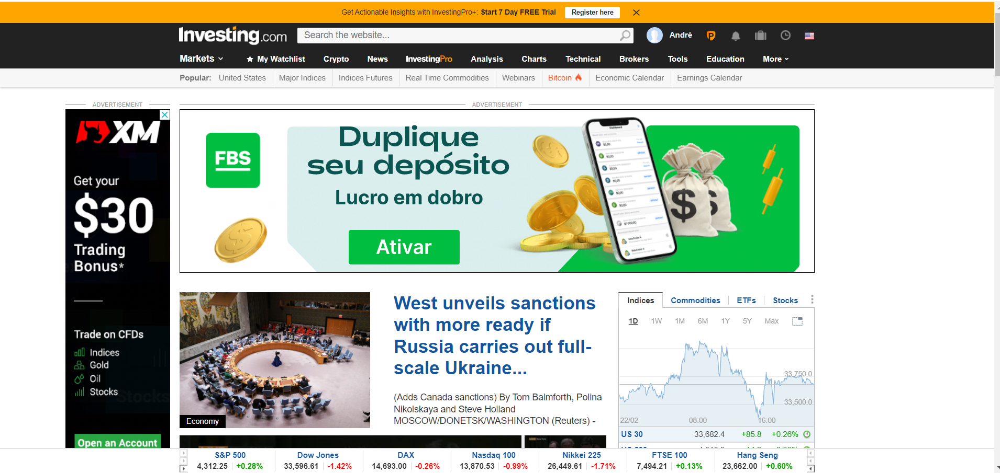 Get Actionable Insights with InvestingPro+: Start 7 Day FREE Trial
Register here
Investing.com
Search the website...
André
Markets
My Watchlist
Crypto
News
InvestingPro
Analysis
Charts
Technical
Brokers
Tools
Education
More
Popular:
United States
Major Indices
Indices Futures
Real Time Commodities
Webinars
Bitcoin
Economic Calendar
Earnings Calendar
ADVERTISEMENT
XM
Get your
$30
Trading
Bonus*
Trade on CFDs
Indices
Gold
Oil
Stocks
Stocks
Open an Account
ADVERTISEMENT
FBS
Duplique
seu depósito
Lucro em dobro
Ativar
Dashboard
$
$
Economy
West unveils sanctions
with more ready if
Russia carries out full-
scale Ukraine...
(Adds Canada sanctions) By Tom Balmforth, Polina
Nikolskaya and Steve Holland
MOSCOW/DONETSK/WASHINGTON (Reuters) -
Indices
Commodities
ETFs
Stocks
1D
1W
1M
6M
1Y
5Y
Max
33,750.0
33,500.0
22/02
08:00
16:00
US 30
33,682.4
+85.8
+0.26%
S&P 500
4,312.25
+0.28%
Dow Jones
33,596.61
-1.42%
DAX
14,693.00
-0.26%
Nasdaq 100
13,870.53
-0.99%
Nikkei 225
26,449.61
-1.71%
FTSE 100
7,494.21
+0.13%
Hang Seng
23,662.00
+0.60%